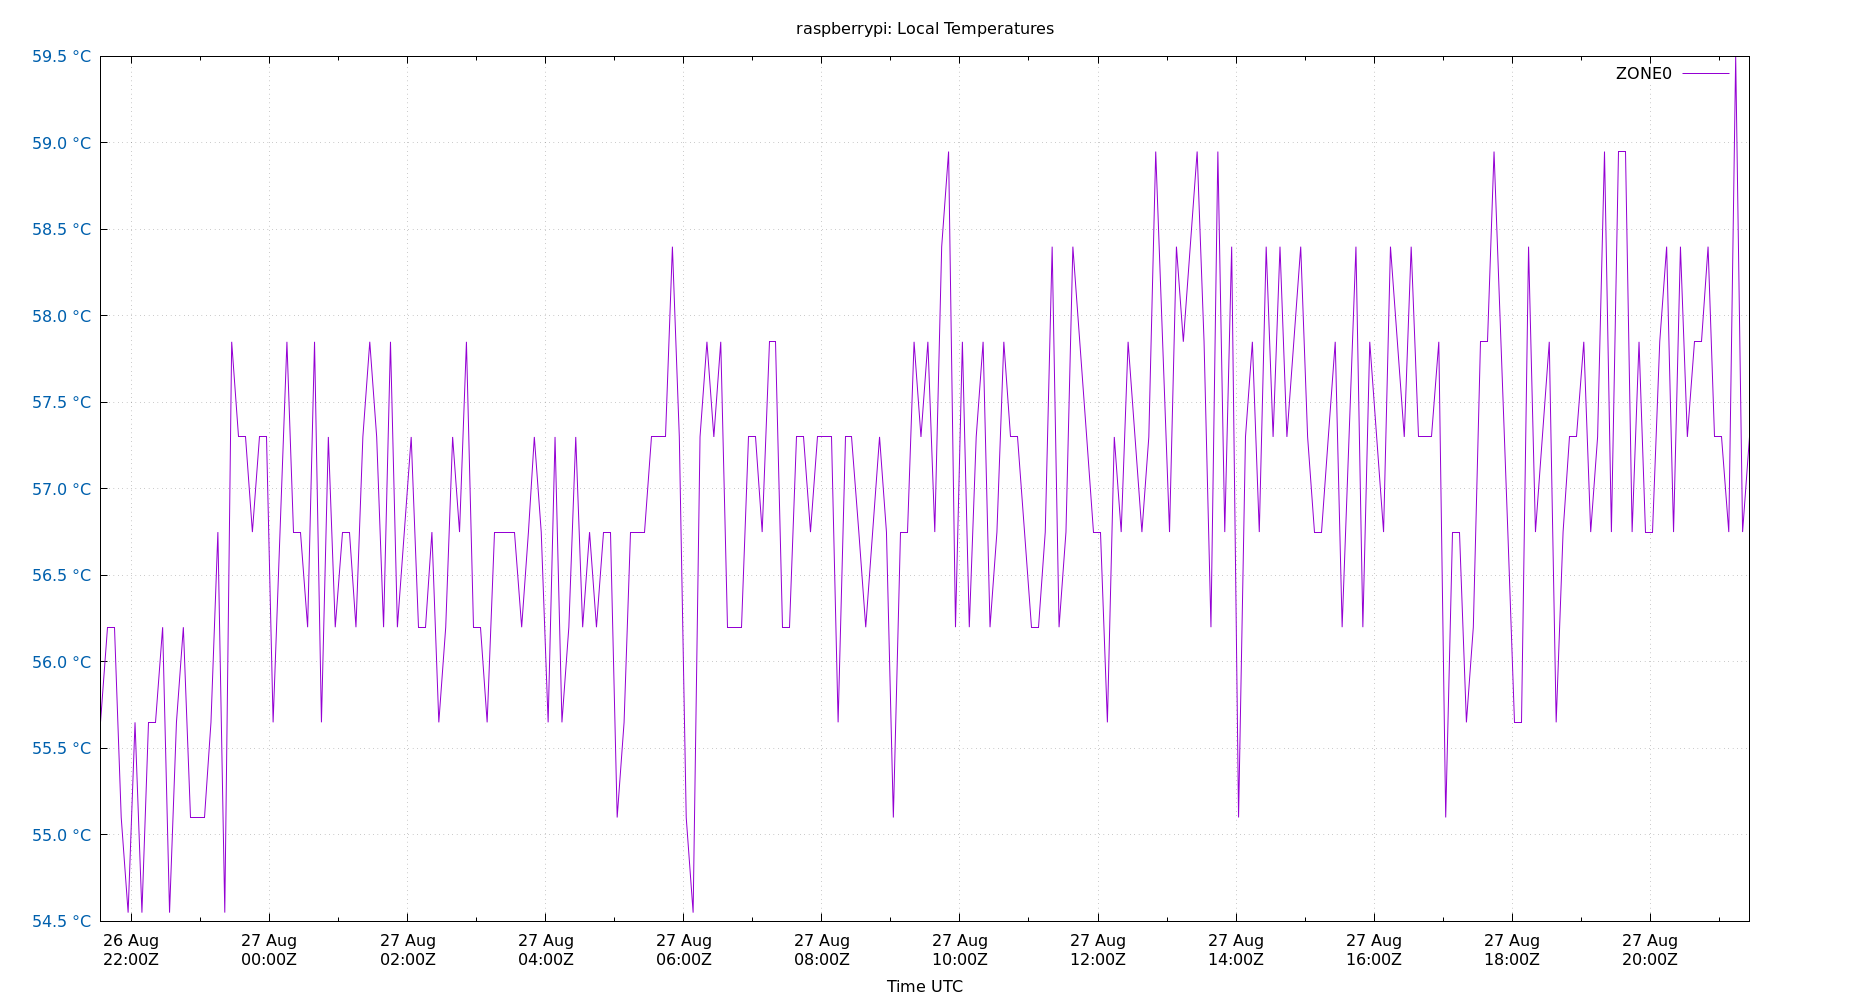 raspberrypi: Local Temperatures
59.5 °C
ZONE0
59.0 °C
58.5 °C
58.0 °C
57.5 °C
57.0 °C
56.5 °C
56.0 °C
55.5 °C
55.0 °C
54.5 °C
26 Aug 27 Aug 27 Aug 27 Aug 27 Aug 27 Aug 27 Aug 27 Aug 27 Aug 27 Aug 27 Aug 27 Aug
22:00Z 00:00Z 02:00Z 04:00Z 06:00Z 08:00Z 10:00Z 12:00Z 14:00Z 16:00Z 18:00Z 20:00Z
Time UTC